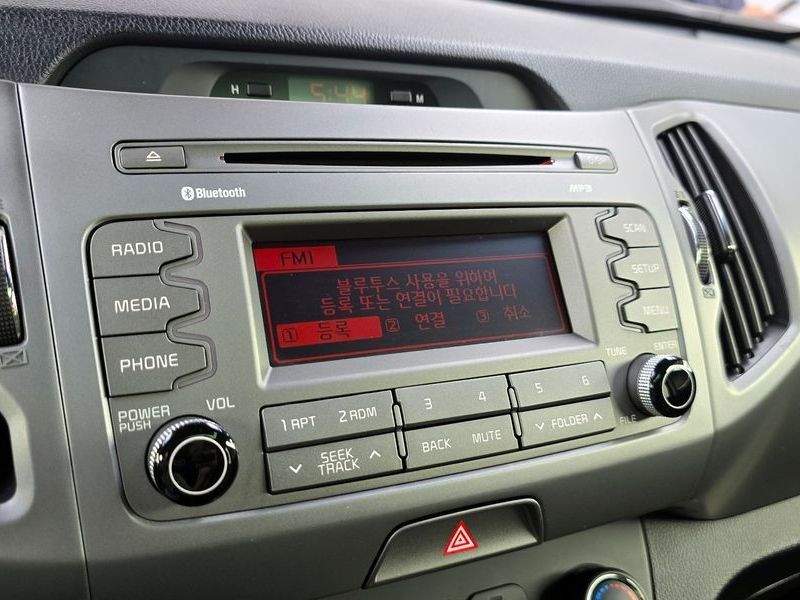 H 5:44 M
Bluetooth MP3
RADIO
MEDIA
PHONE
SCAN
SETUP
MENU
FM1
블루투스 사용을 위하여
등록 또는 연결이 필요합니다
1 등록 2 연결 3 취소
POWER
PUSH
VOL
TUNE
ENTER
FILE
1 RPT 2 RDM 3 4 5 6
SEEK
TRACK
BACK MUTE
FOLDER